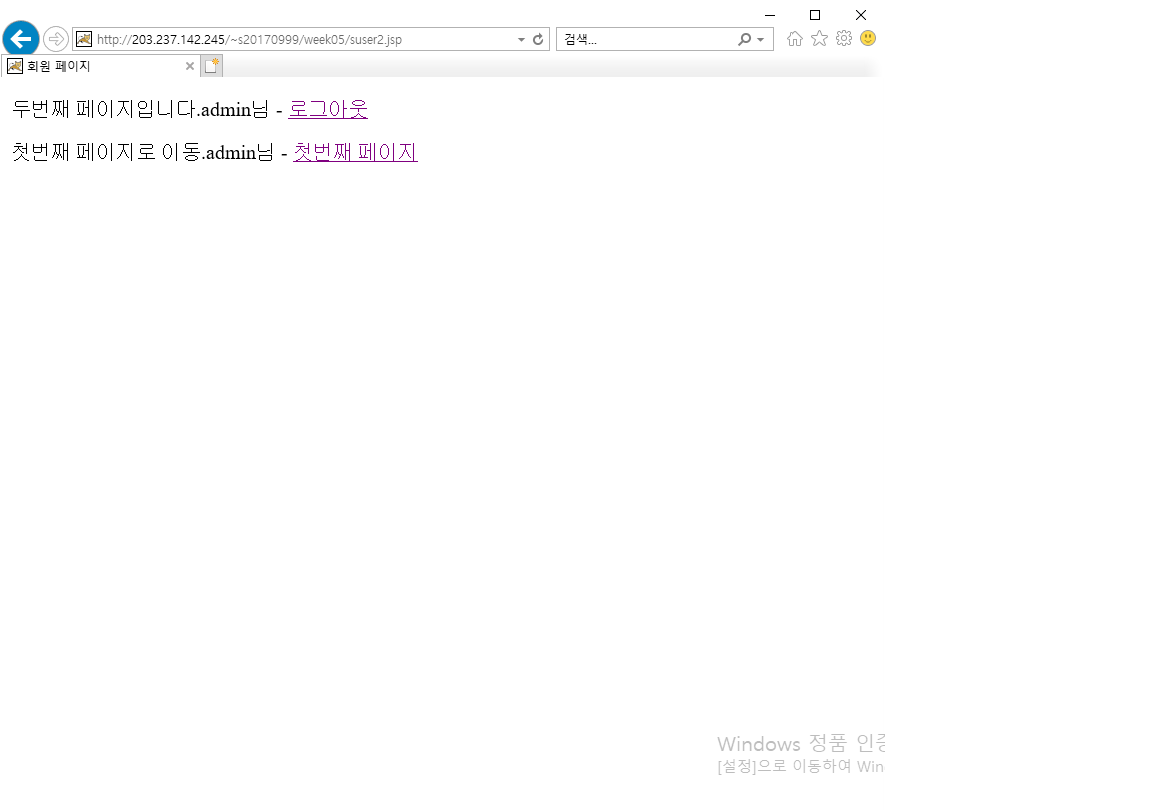 http://203.237.142.245/~s20170999/week05/suser2.jsp
검색...
회원 페이지
두번째 페이지입니다.admin님 - 로그아웃
첫번째 페이지로 이동.admin님 - 첫번째 페이지
Windows 정품 인증
[설정]으로 이동하여 Win